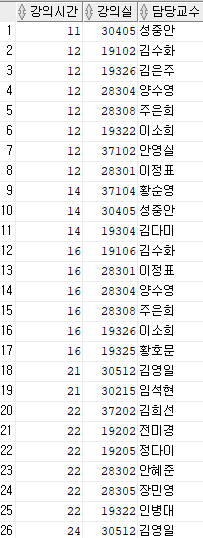 강의시간 강의실 담당교수
1 11 30405 성중안
2 12 19102 김수화
3 12 19326 김은주
4 12 28304 양수영
5 12 28308 주은희
6 12 19322 이소희
7 12 37102 안영실
8 12 28301 이정표
9 14 37104 황순영
10 14 30405 성중안
11 14 19304 김다미
12 16 19106 김수화
13 16 28301 이정표
14 16 28304 양수영
15 16 28308 주은희
16 16 19326 이소희
17 16 19325 황호문
18 21 30512 김영일
19 21 30215 임석현
20 22 37202 김희선
21 22 19202 전미경
22 22 19205 정다이
23 22 28302 안혜준
24 22 28305 장민영
25 22 19322 인병대
26 24 30512 김영일